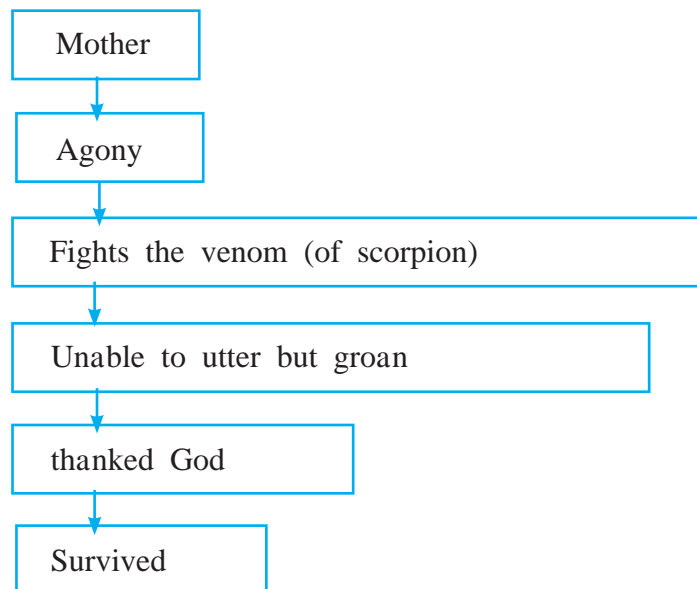 Mother
Agony
Fights the venom (of scorpion)
Unable to utter but groan
thanked God
Survived